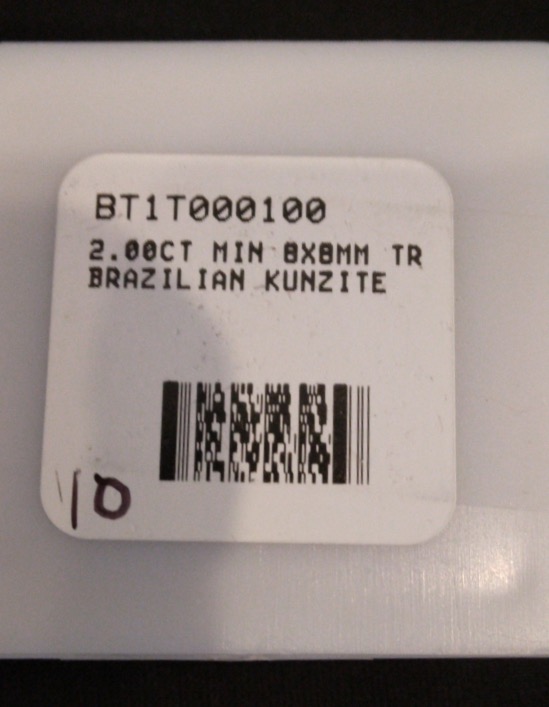 BT1T000100
2.00CT MIN 8X8MM TR
BRAZILIAN KUNZITE
10